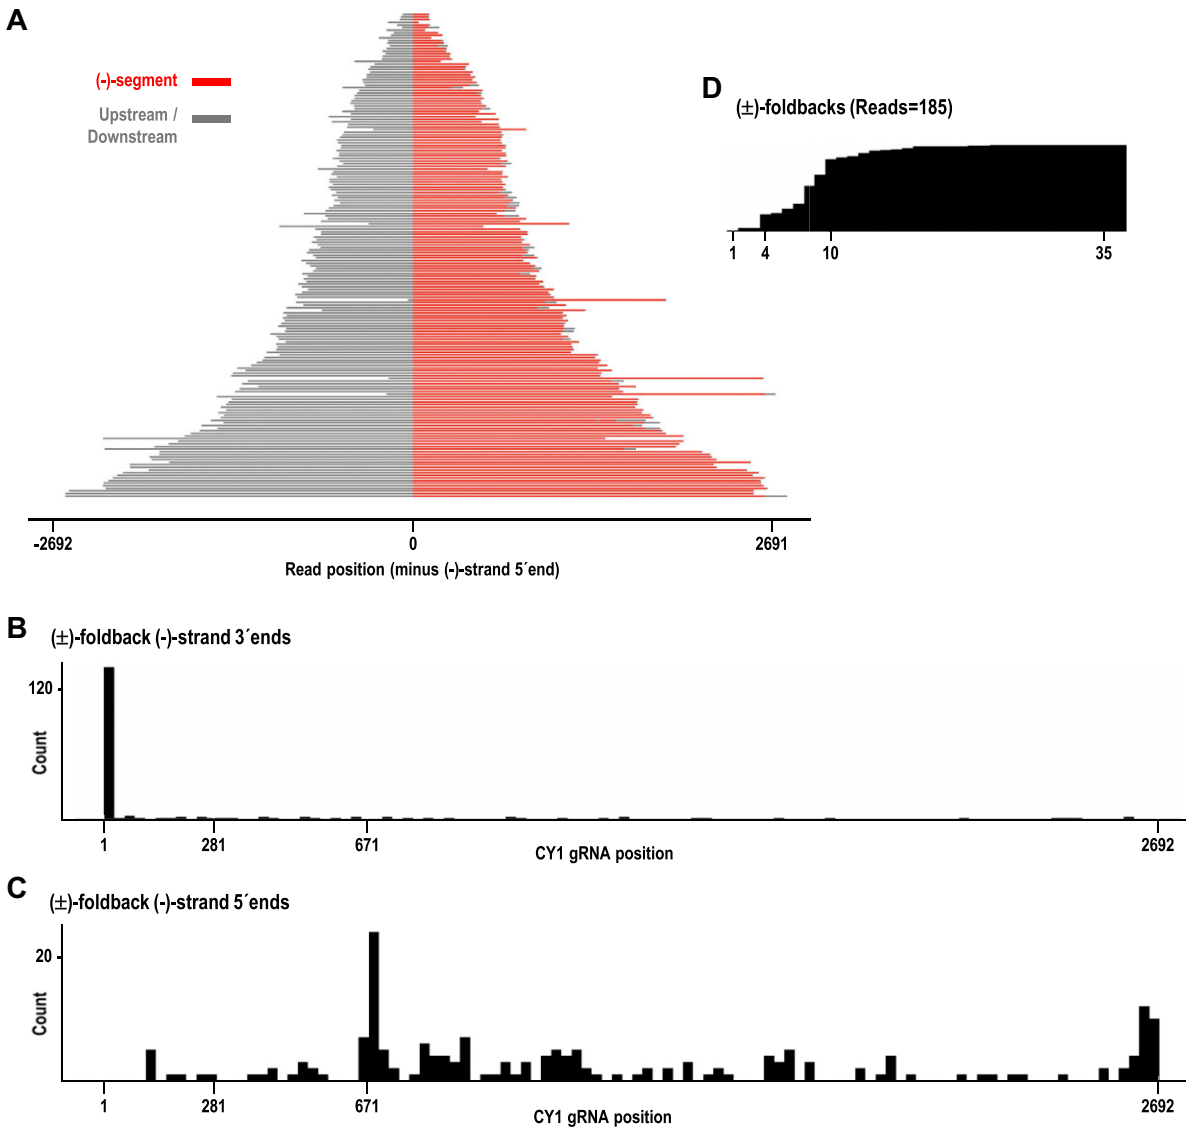 A
(-)-segment
Upstream /
Downstream
-2692 0 2691
Read position (minus (-)-strand 5´end)
D
(±)-foldbacks (Reads=185)
1 4 10 35
B
(±)-foldback (-)-strand 3´ends
120
Count
1 281 671 2692
CY1 gRNA position
C
(±)-foldback (-)-strand 5´ends
20
Count
1 281 671 2692
CY1 gRNA position